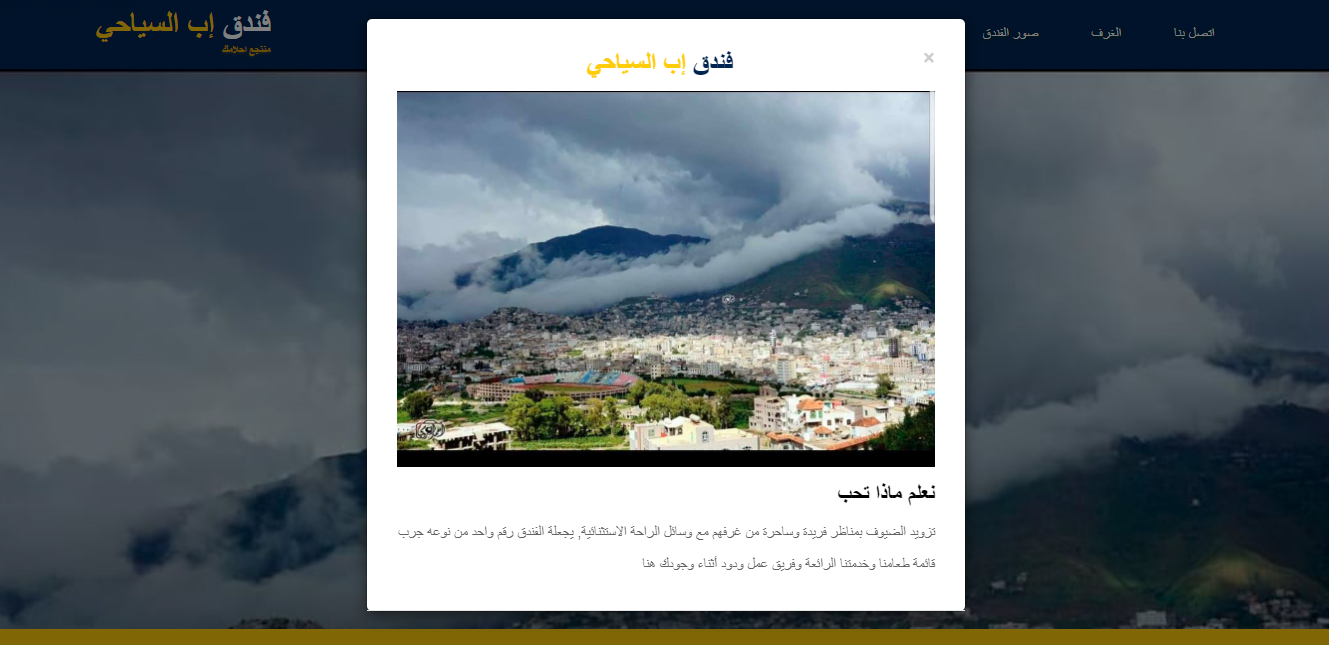 اتصل بنا
الغرف
صور الفندق
فندق إب السياحي
منتجع احلامك
×
فندق إب السياحي
نعلم ماذا تحب
تزويد الضيوف بمناظر فريدة وساحرة من غرفهم مع وسائل الراحة الاستثنائية, يجعلة الفندق رقم واحد من نوعه جرب
قائمة طعامنا وخدمتنا الرائعة وفريق عمل ودود أثناء وجودك هنا